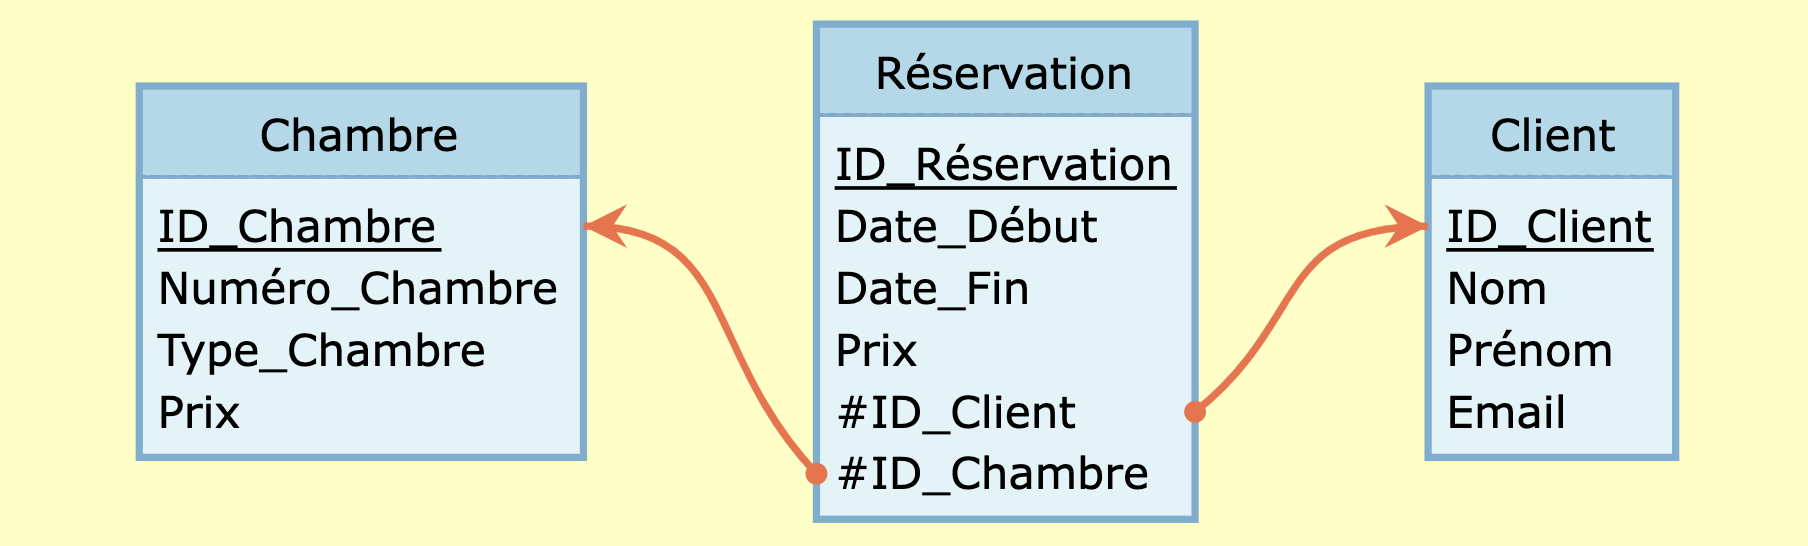 Chambre
ID_Chambre
Numéro_Chambre
Type_Chambre
Prix
Réservation
ID_Réservation
Date_Début
Date_Fin
Prix
#ID_Client
#ID_Chambre
Client
ID_Client
Nom
Prénom
Email